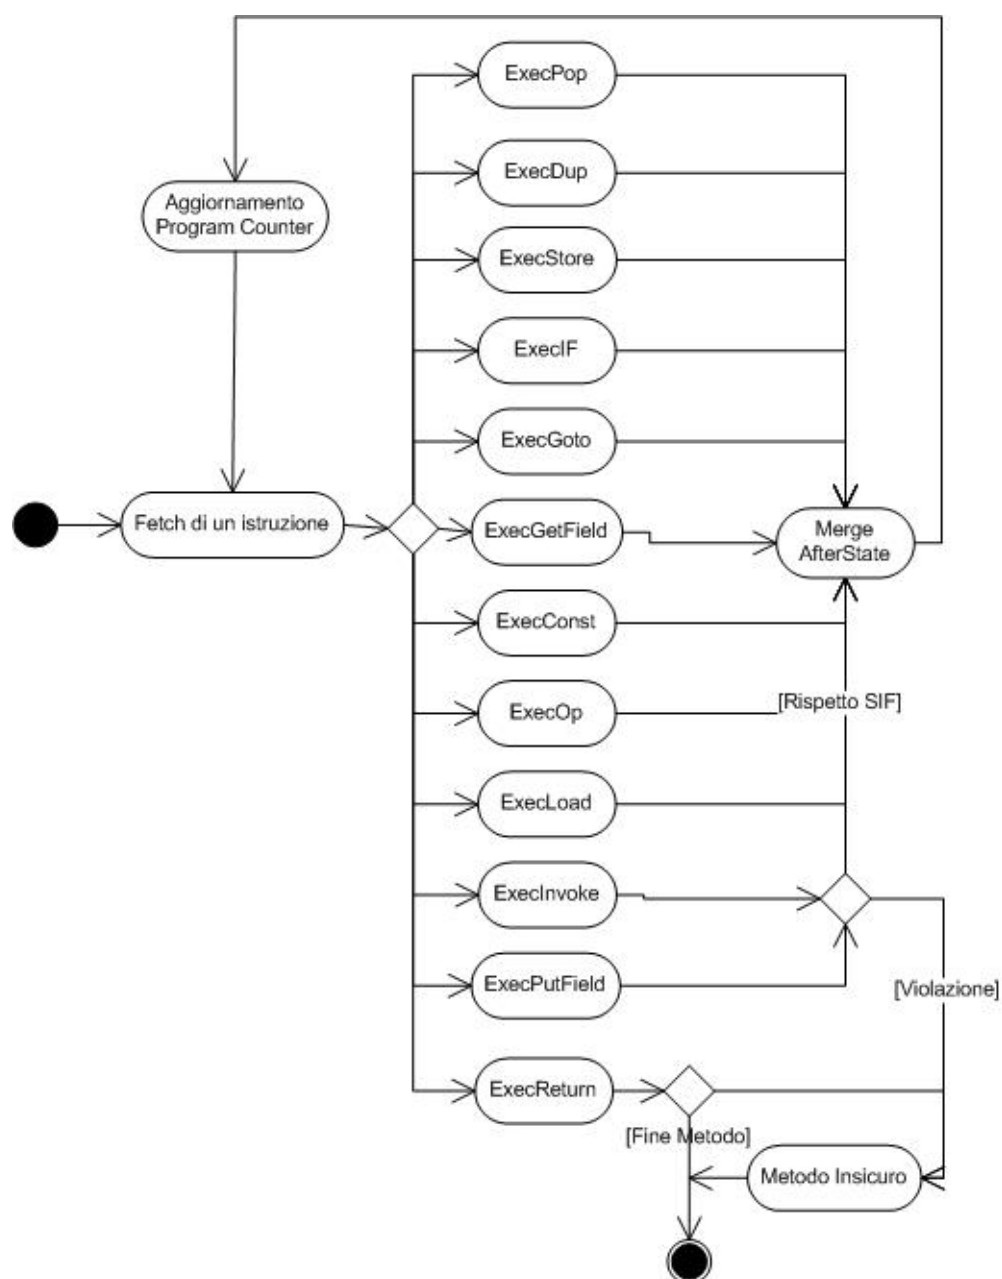 ExecPop
ExecDup
Aggiornamento
Program Counter
ExecStore
ExecIF
ExecGoto
Fetch di un istruzione
ExecGetField
Merge
AfterState
ExecConst
[Rispetto SIF]
ExecOp
ExecLoad
ExecInvoke
ExecPutField
[Violazione]
ExecReturn
[Fine Metodo]
Metodo Insicuro